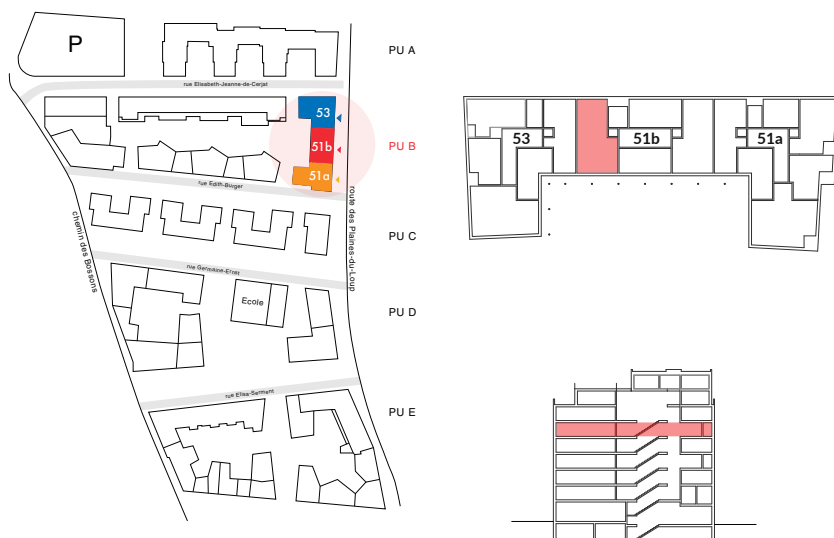 P
PU A
rue Elisabeth-Jeanne-de-Cerjat
53
51b
51a
PU B
rue Edith-Burger
route des Plaines-du-Loup
chemin des Bossons
PU C
rue Germaine-Ernst
Ecole
PU D
rue Elisa-Serment
PU E
53
51b
51a